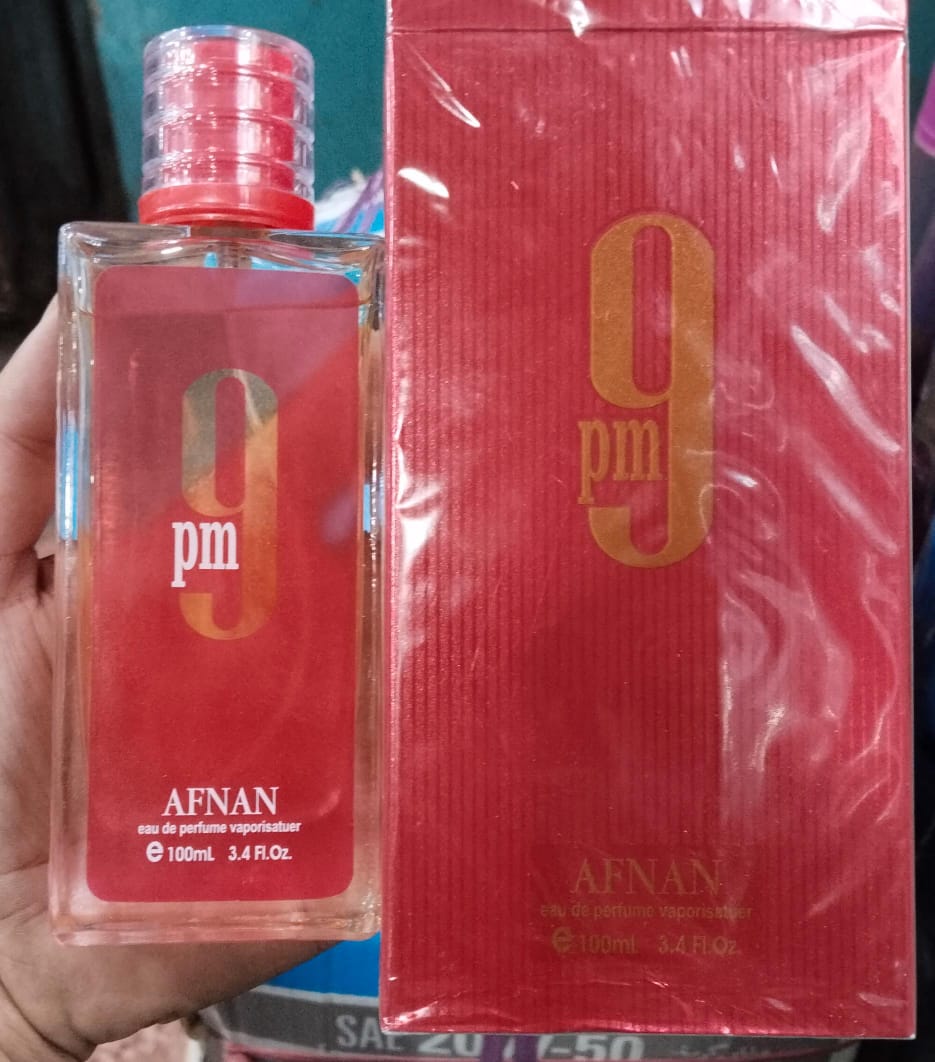 9
pm
AFNAN
eau de perfume vaporisatuer
e 100mL 3.4 Fl.Oz.
9
pm
AFNAN
eau de perfume vaporisatuer
e 100mL 3.4 Fl.Oz.